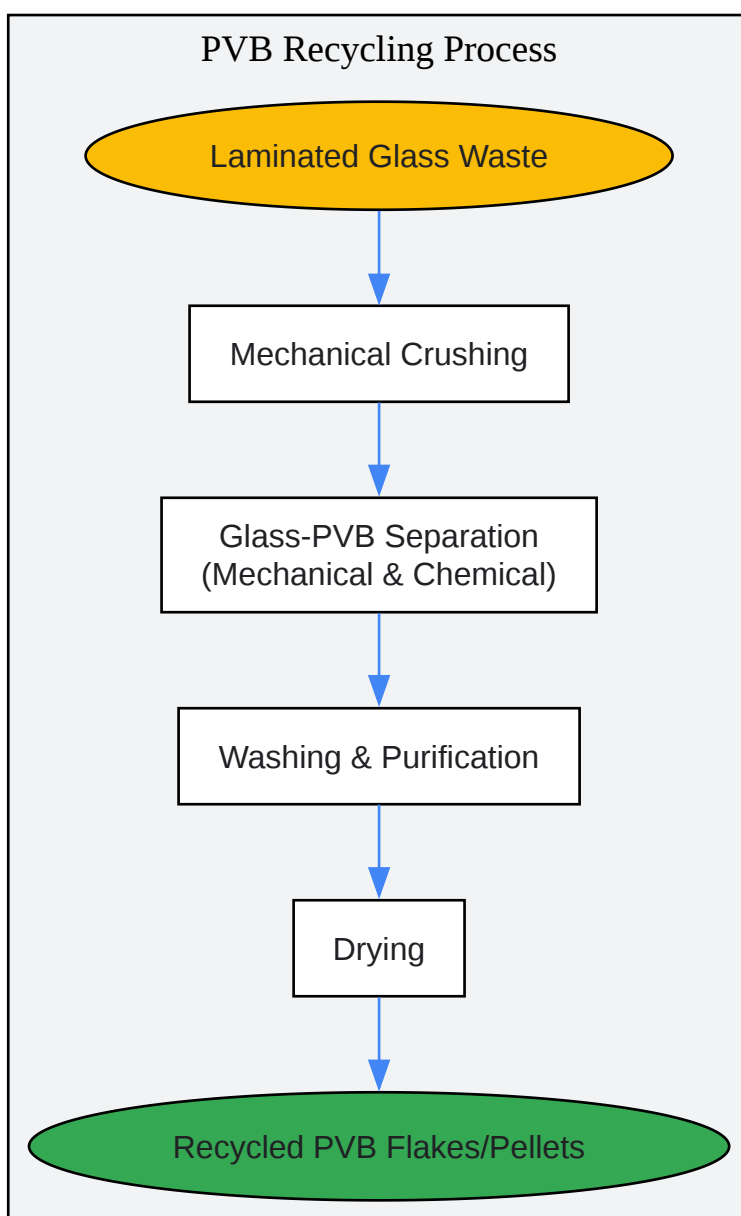 PVB Recycling Process
Laminated Glass Waste
Mechanical Crushing
Glass-PVB Separation
(Mechanical & Chemical)
Washing & Purification
Drying
Recycled PVB Flakes/Pellets